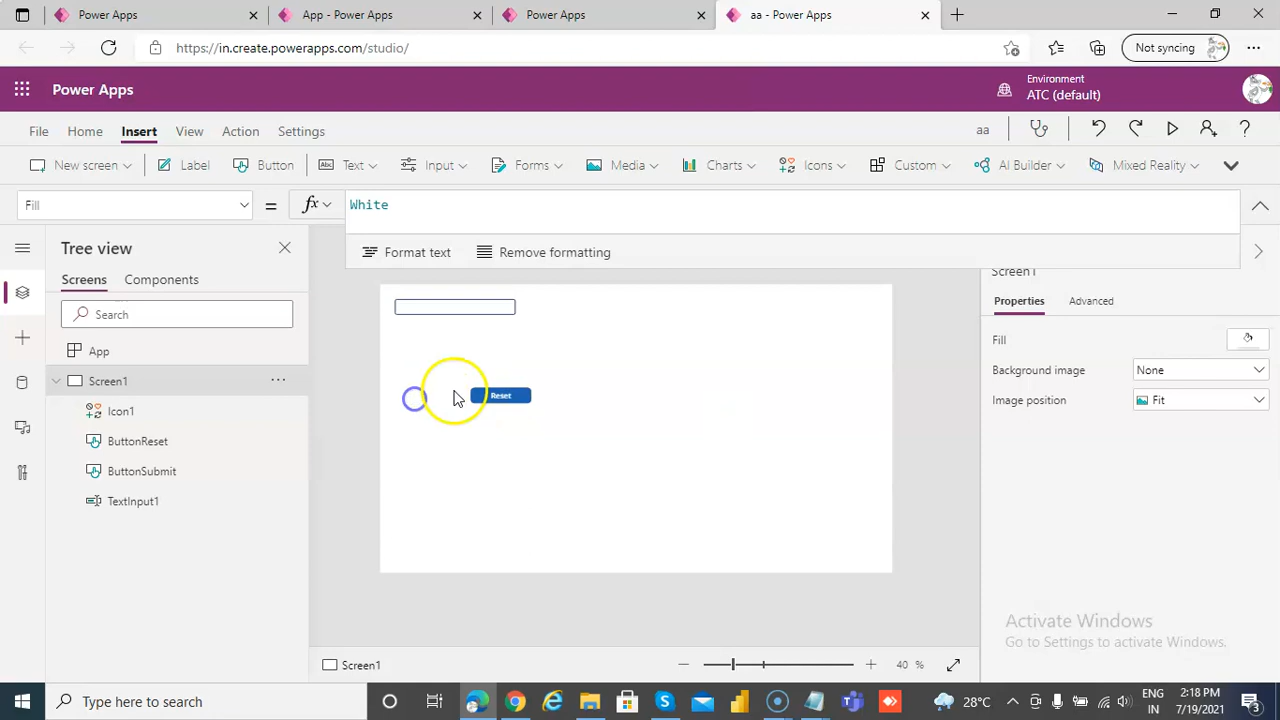 Power Apps
App - Power Apps
Power Apps
aa - Power Apps
https://in.create.powerapps.com/studio/
Not syncing
Power Apps
Environment
ATC (default)
File
Home
Insert
View
Action
Settings
aa
New screen
Label
Button
Abc
Text
Input
Forms
Media
Charts
Icons
Custom
AI Builder
Mixed Reality
Fill
=
fx
White
Format text
Remove formatting
Tree view
Screens
Components
Search
App
Screen1
Icon1
ButtonReset
ButtonSubmit
TextInput1
Reset
Screen1
Properties
Advanced
Fill
Background image
None
Image position
Fit
Activate Windows
Go to Settings to activate Windows.
Screen1
40 %
Type here to search
28°C
ENG
IN
2:18 PM
7/19/2021
3